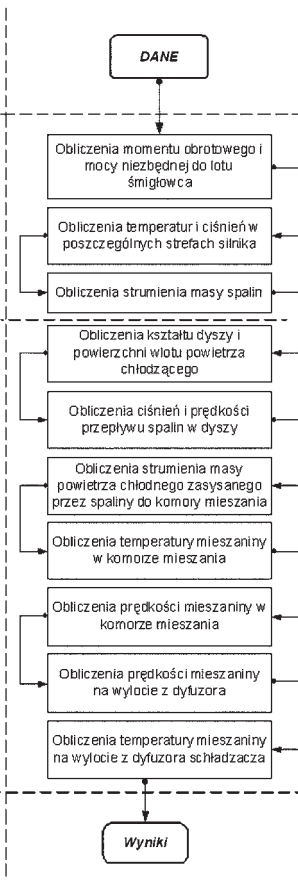 DANE
Obliczenia momentu obrotowego i
mocy niezbędnej do lotu
śmigłowca
Obliczenia temperatur i ciśnień w
poszczególnych strefach silnika
Obliczenia strumienia masy spalin
Obliczenia kształtu dyszy i
powierzchni wlotu powietrza
chłodzącego
Obliczenia ciśnień i prędkości
przepływu spalin w dyszy
Obliczenia strumienia masy
powietrza chłodnego zasysanego
przez spaliny do komory mieszania
Obliczenia temperatury mieszaniny
w komorze mieszania
Obliczenia prędkości mieszaniny w
komorze mieszania
Obliczenia prędkości mieszaniny
na wylocie z dyfuzora
Obliczenia temperatury mieszaniny
na wylocie z dyfuzora schładzacza
Wyniki